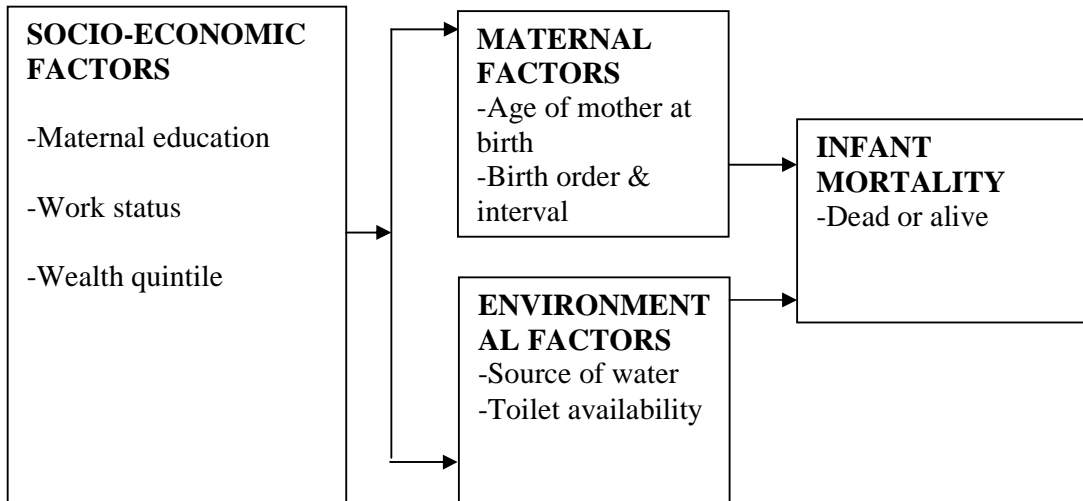 SOCIO-ECONOMIC
FACTORS
-Maternal education
-Work status
-Wealth quintile
MATERNAL
FACTORS
-Age of mother at
birth
-Birth order &
interval
ENVIRONMENT
AL FACTORS
-Source of water
-Toilet availability
INFANT
MORTALITY
-Dead or alive